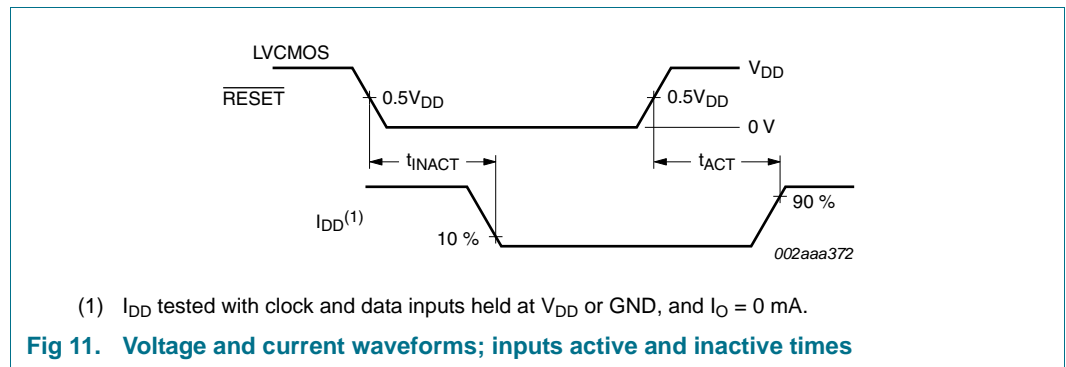 LVCMOS
RESET
0.5VDD
0.5VDD
VDD
0 V
tINACT
tACT
IDD(1)
10 %
90 %
002aaa372
(1) IDD tested with clock and data inputs held at VDD or GND, and IO = 0 mA.
Fig 11. Voltage and current waveforms; inputs active and inactive times